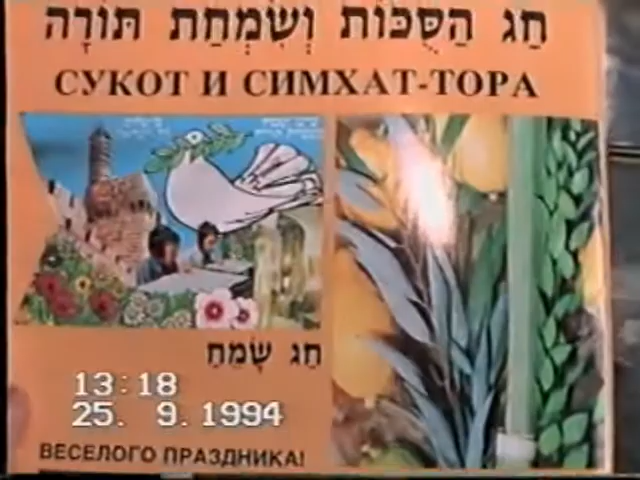 חַג הַסֻּכּוֹת וְשִׂמְחַת תּוֹרָה
СУКОТ И СИМХАТ-ТОРА
חַג שָׂמֵחַ
13:18
25. 9.1994
ВЕСЕЛОГО ПРАЗДНИКА!